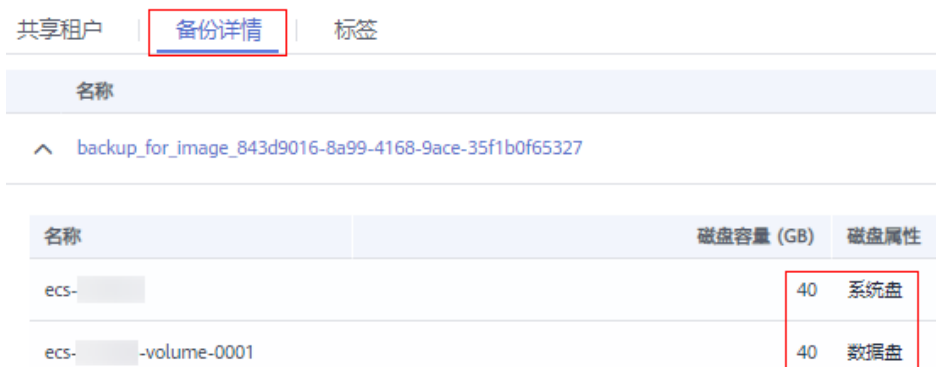 共享租户 备份详情 标签
名称
backup_for_image_843d9016-8a99-4168-9ace-35f1b0f65327
名称 磁盘容量 (GB) 磁盘属性
ecs- 40 系统盘
ecs- -volume-0001 40 数据盘